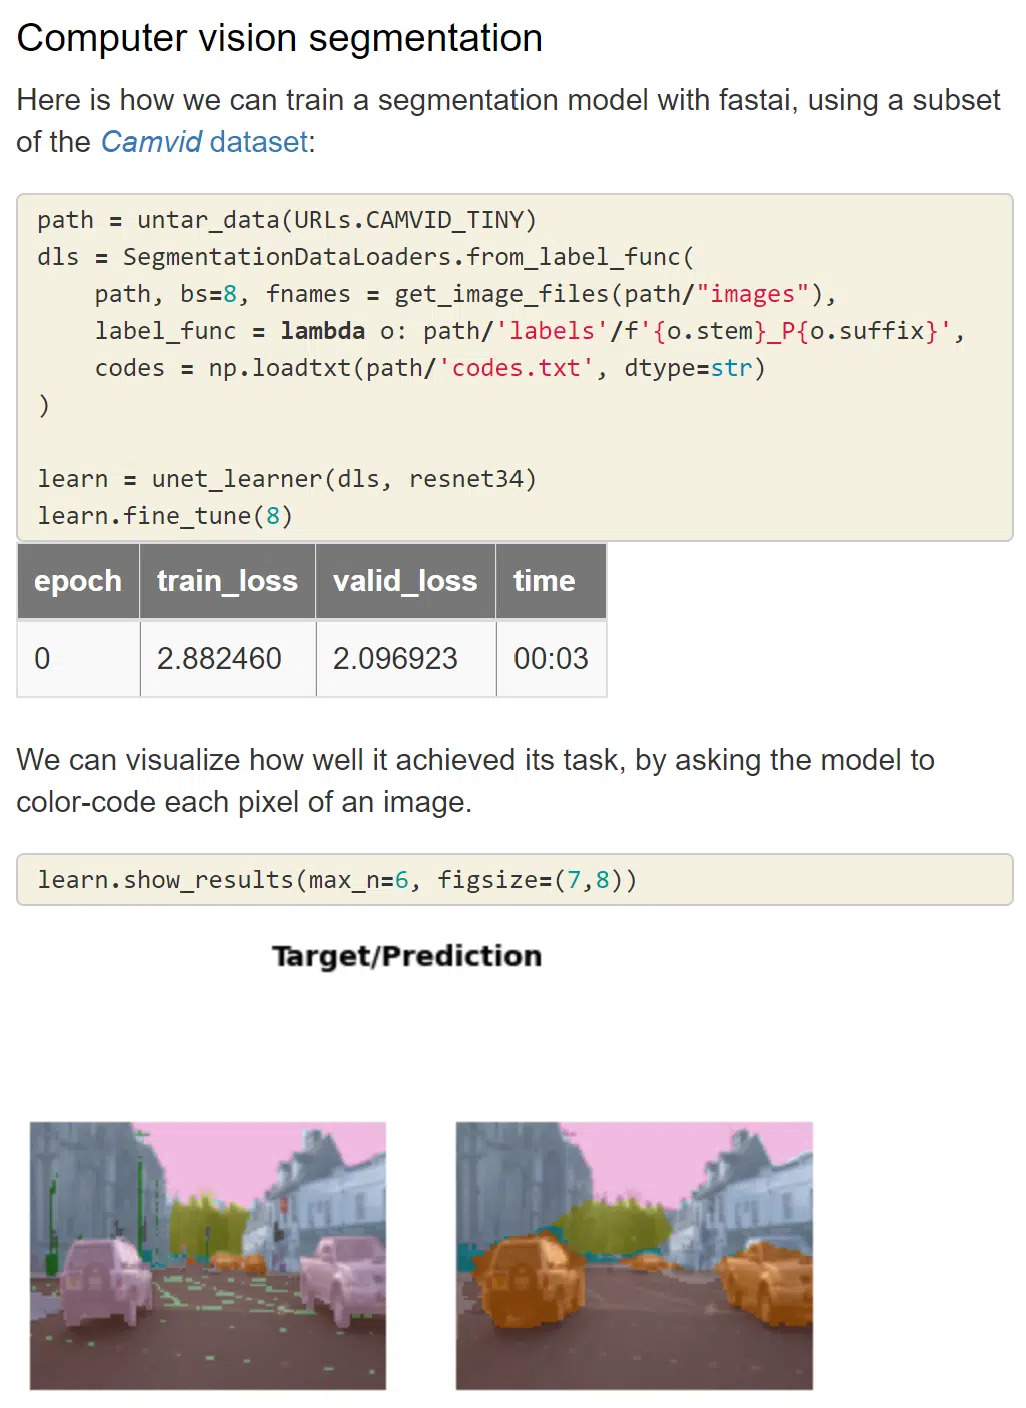 Computer vision segmentation
Here is how we can train a segmentation model with fastai, using a subset
of the Camvid dataset:
path = untar_data(URLs.CAMVID_TINY)
dls = SegmentationDataLoaders.from_label_func(
    path, bs=8, fnames = get_image_files(path/"images"),
    label_func = lambda o: path/'labels'/f'{o.stem}_P{o.suffix}',
    codes = np.loadtxt(path/'codes.txt', dtype=str)
)
learn = unet_learner(dls, resnet34)
learn.fine_tune(8)
epoch train_loss valid_loss time
0 2.882460 2.096923 00:03
We can visualize how well it achieved its task, by asking the model to
color-code each pixel of an image.
learn.show_results(max_n=6, figsize=(7,8))
Target/Prediction